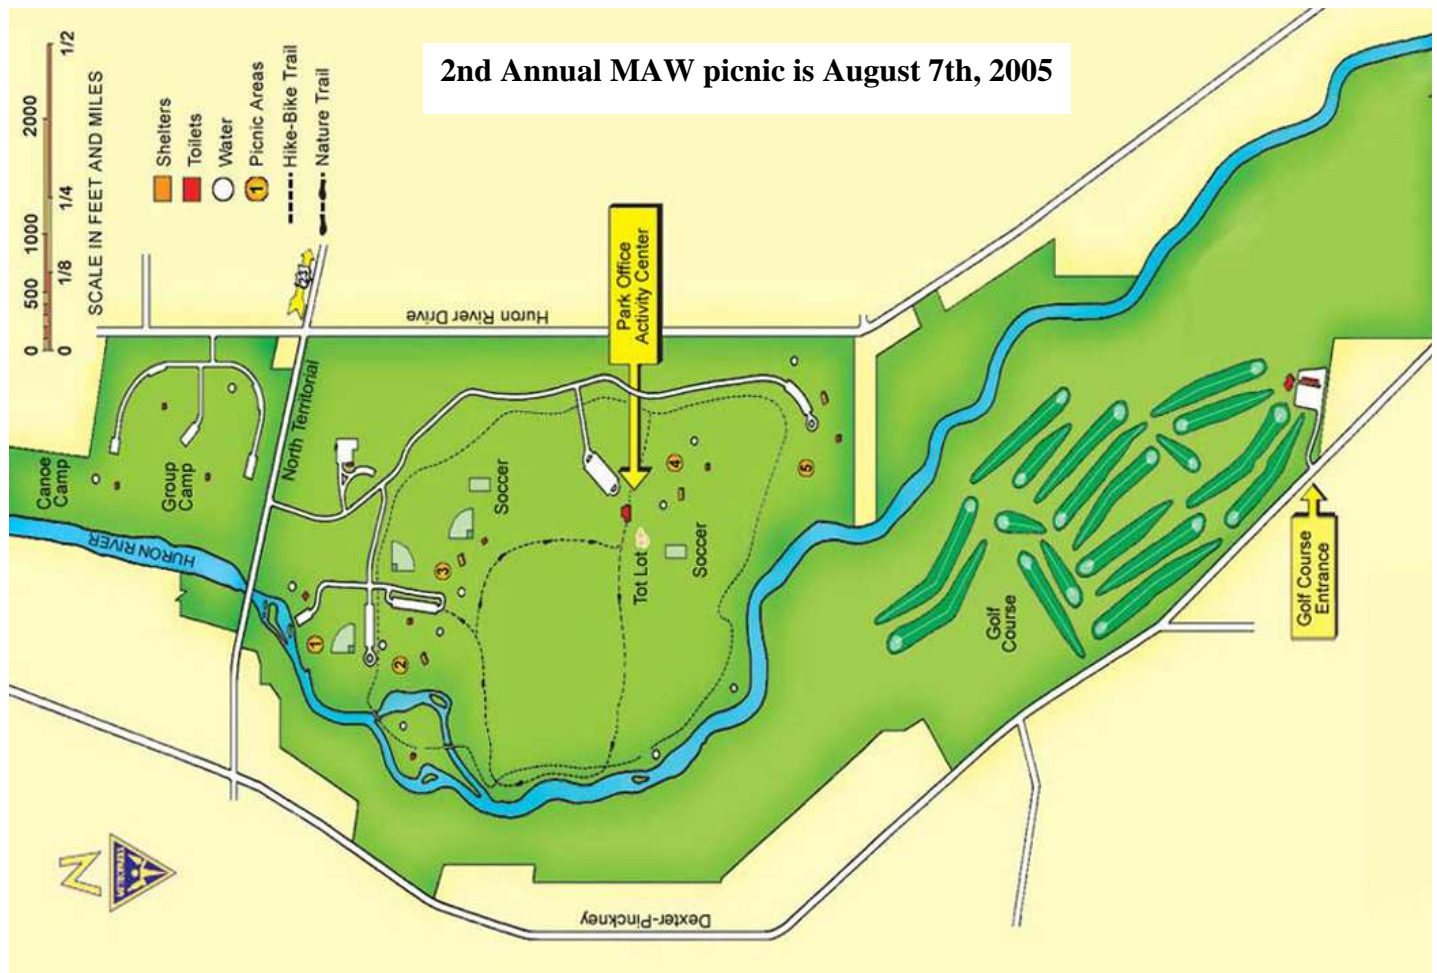 2nd Annual MAW picnic is August 7th, 2005
0 500 1000 2000
0 1/8 1/4 1/2
SCALE IN FEET AND MILES
Shelters
Toilets
Water
1 Picnic Areas
Hike-Bike Trail
Nature Trail
23
Canoe
Camp
Group
Camp
North Territorial
Huron River Drive
HURON RIVER
Park Office
Activity Center
Soccer
Soccer
Tot Lot
1
2
3
4
5
Golf
Course
Golf Course
Entrance
Dexter-Pinckney
N
METROPARKS